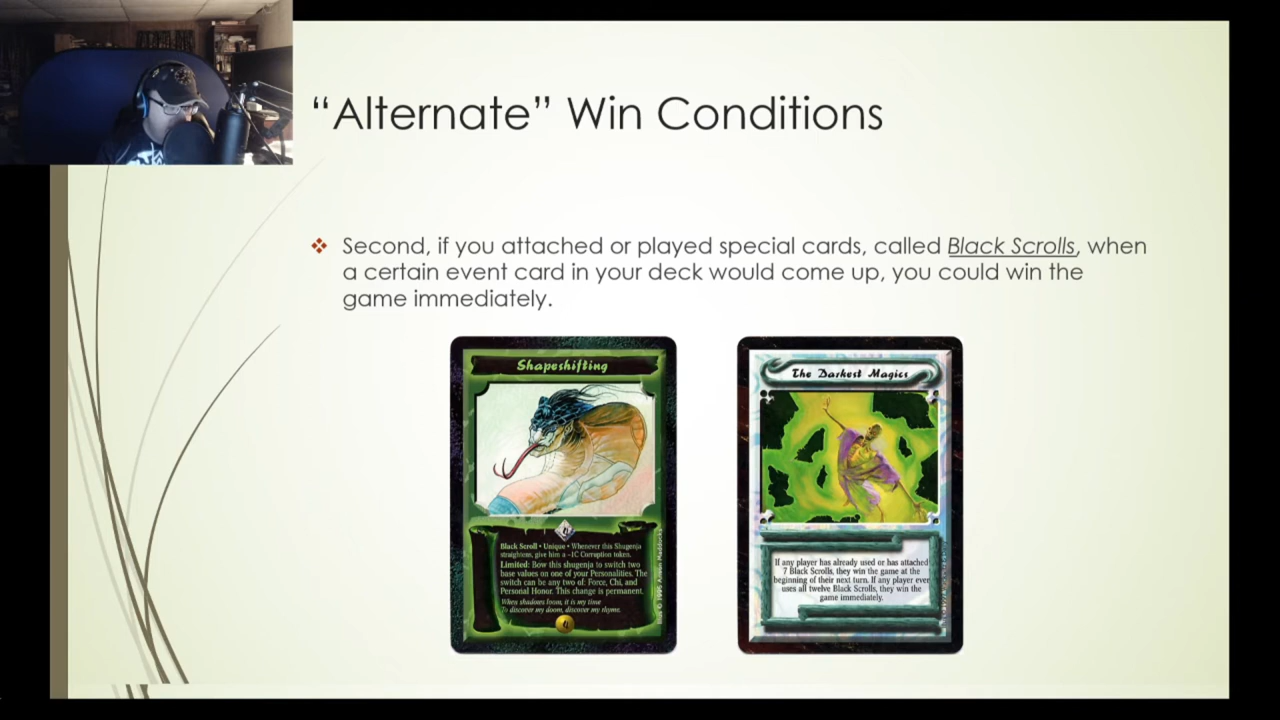 “Alternate” Win Conditions
Second, if you attached or played special cards, called Black Scrolls, when
a certain event card in your deck would come up, you could win the
game immediately.
Shapeshifting
Black Scroll • Unique • Whenever this Shugenja
straightens, give him a -1C Corruption token.
Limited: Bow this shugenja to switch two
base values on one of your Personalities. The
switch can be any two of: Force, Chi, and
Personal Honor. This change is permanent.
When shadows loom, it is my time
To discover my doom, discover my rhyme.
4
The Darkest Magics
If any player has already used or has attached
7 Black Scrolls, they win the game at the
beginning of their next turn. If any player ever
uses all twelve Black Scrolls, they win the
game immediately.